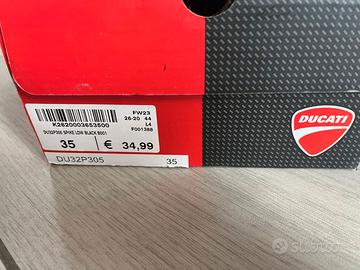 FW23
26-20 44
K2620003653500
L4
DU32P305 SPIKE LOW BLACK B001
F001388
35 € 34,99
DU32P305 35
DUCATI
subito